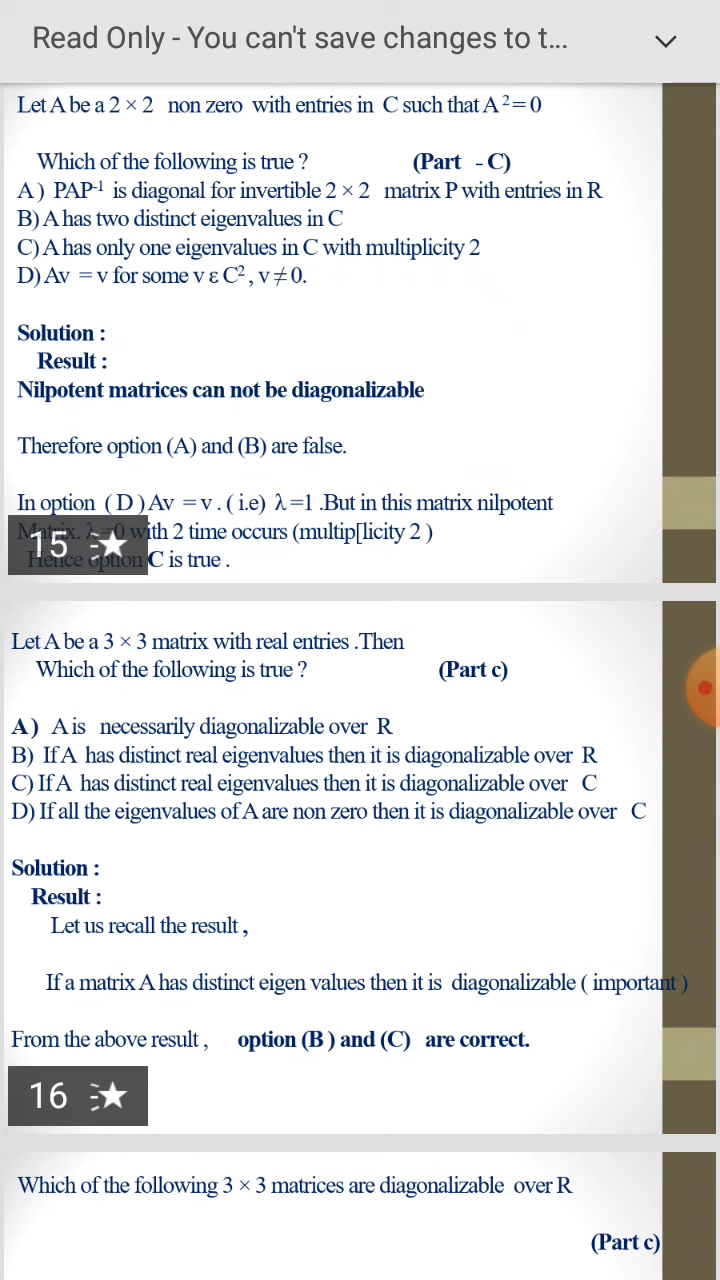 Read Only - You can't save changes to t...
Let A be a 2 × 2 non zero with entries in C such that A² = 0
Which of the following is true ? (Part - C)
A ) PAP⁻¹ is diagonal for invertible 2 × 2 matrix P with entries in R
B) A has two distinct eigenvalues in C
C) A has only one eigenvalues in C with multiplicity 2
D) Av = v for some v ε C² , v ≠ 0.
Solution :
Result :
Nilpotent matrices can not be diagonalizable
Therefore option (A) and (B) are false.
In option ( D ) Av = v . ( i.e) λ =1 .But in this matrix nilpotent
Matrix. λ =0 with 2 time occurs (multip[licity 2 )
Hence option C is true .
15
Let A be a 3 × 3 matrix with real entries .Then
Which of the following is true ? (Part c)
A) A is necessarily diagonalizable over R
B) If A has distinct real eigenvalues then it is diagonalizable over R
C) If A has distinct real eigenvalues then it is diagonalizable over C
D) If all the eigenvalues of A are non zero then it is diagonalizable over C
Solution :
Result :
Let us recall the result ,
If a matrix A has distinct eigen values then it is diagonalizable ( important )
From the above result , option (B ) and (C) are correct.
16
Which of the following 3 × 3 matrices are diagonalizable over R
(Part c)